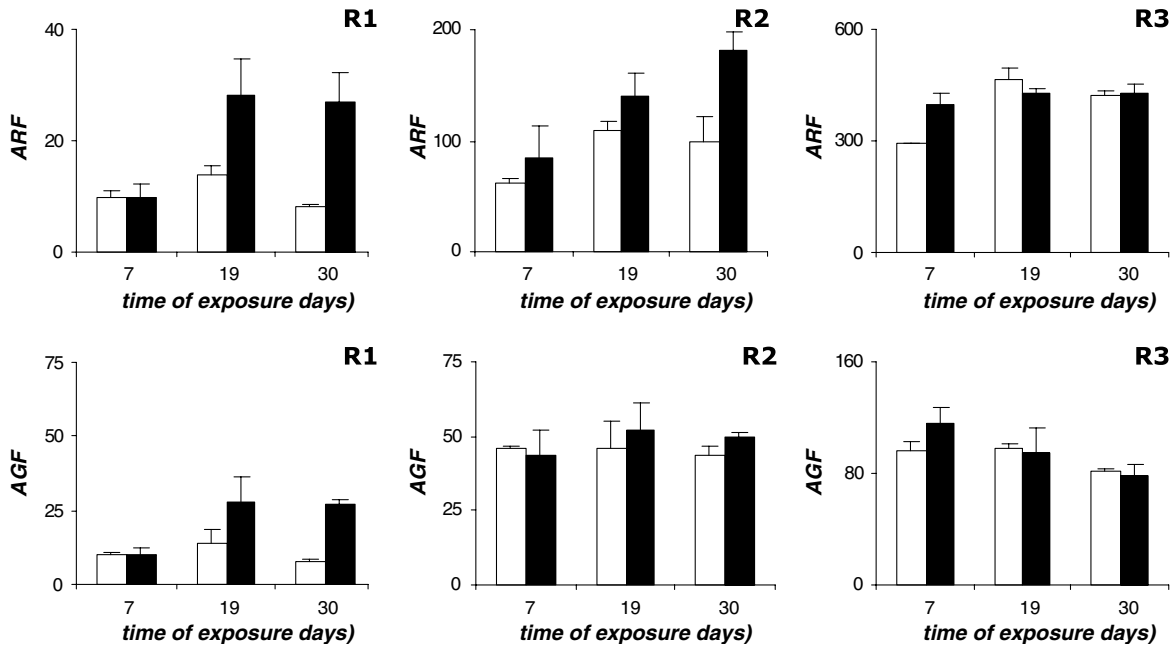 R1
40
20
0
ARF
7 19 30
time of exposure days)
R2
200
100
0
ARF
7 19 30
time of exposure days)
R3
600
300
0
ARF
7 19 30
time of exposure days)
R1
75
50
25
0
AGF
7 19 30
time of exposure days)
R2
75
50
25
0
AGF
7 19 30
time of exposure days)
R3
160
80
0
AGF
7 19 30
time of exposure days)